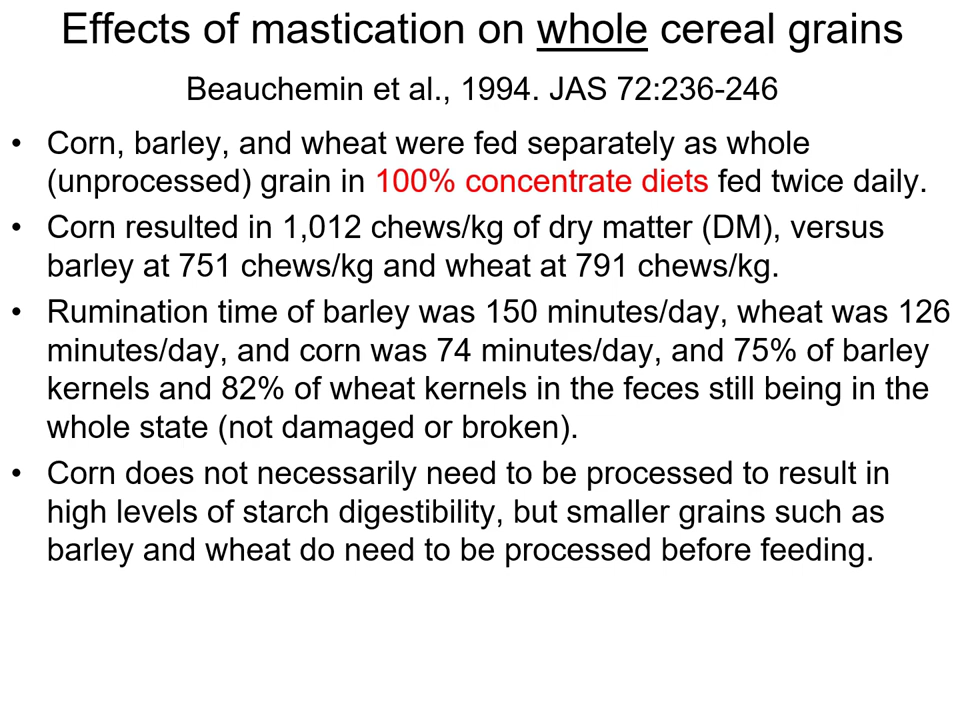 Effects of mastication on whole cereal grains
Beauchemin et al., 1994. JAS 72:236-246
• Corn, barley, and wheat were fed separately as whole
(unprocessed) grain in 100% concentrate diets fed twice daily.
• Corn resulted in 1,012 chews/kg of dry matter (DM), versus
barley at 751 chews/kg and wheat at 791 chews/kg.
• Rumination time of barley was 150 minutes/day, wheat was 126
minutes/day, and corn was 74 minutes/day, and 75% of barley
kernels and 82% of wheat kernels in the feces still being in the
whole state (not damaged or broken).
• Corn does not necessarily need to be processed to result in
high levels of starch digestibility, but smaller grains such as
barley and wheat do need to be processed before feeding.